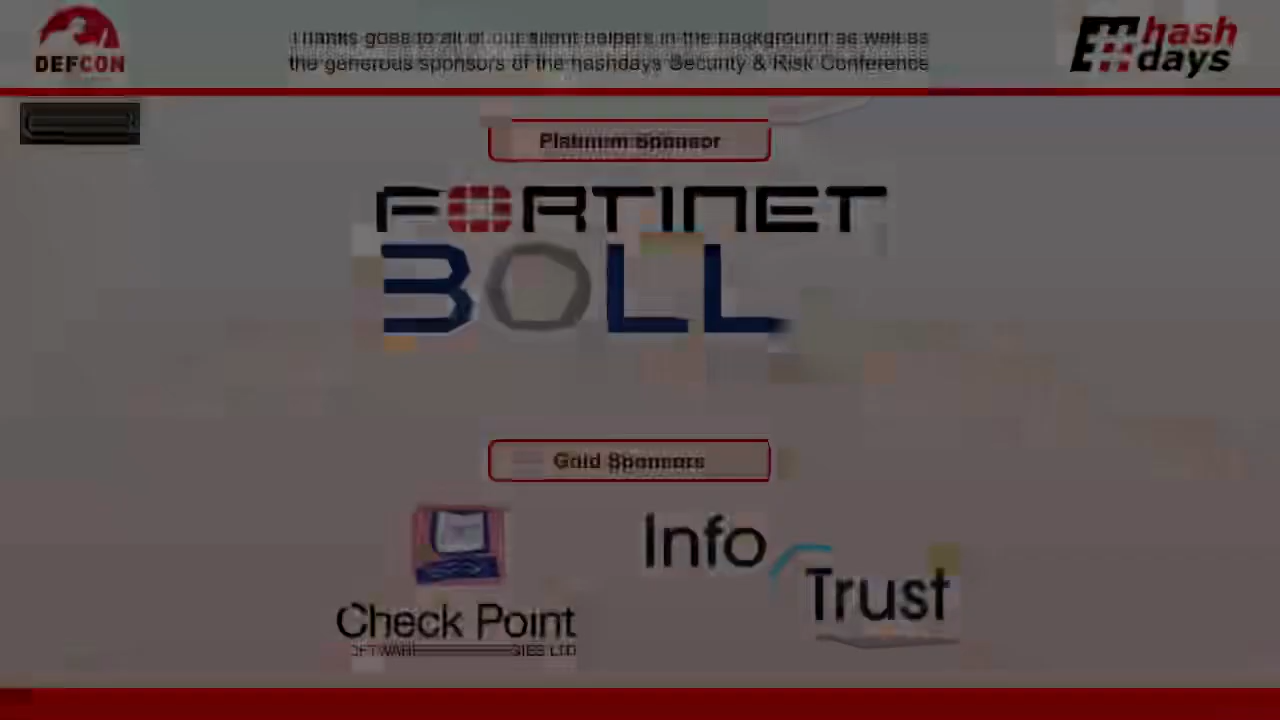 DEFCON
Thanks goes to all of our silent helpers in the background as well as
the generous sponsors of the hashdays Security & Risk Conference
hash
days
Platinum Sponsor
FORTINET
BOLL
Gold Sponsors
Info
Trust
Check Point